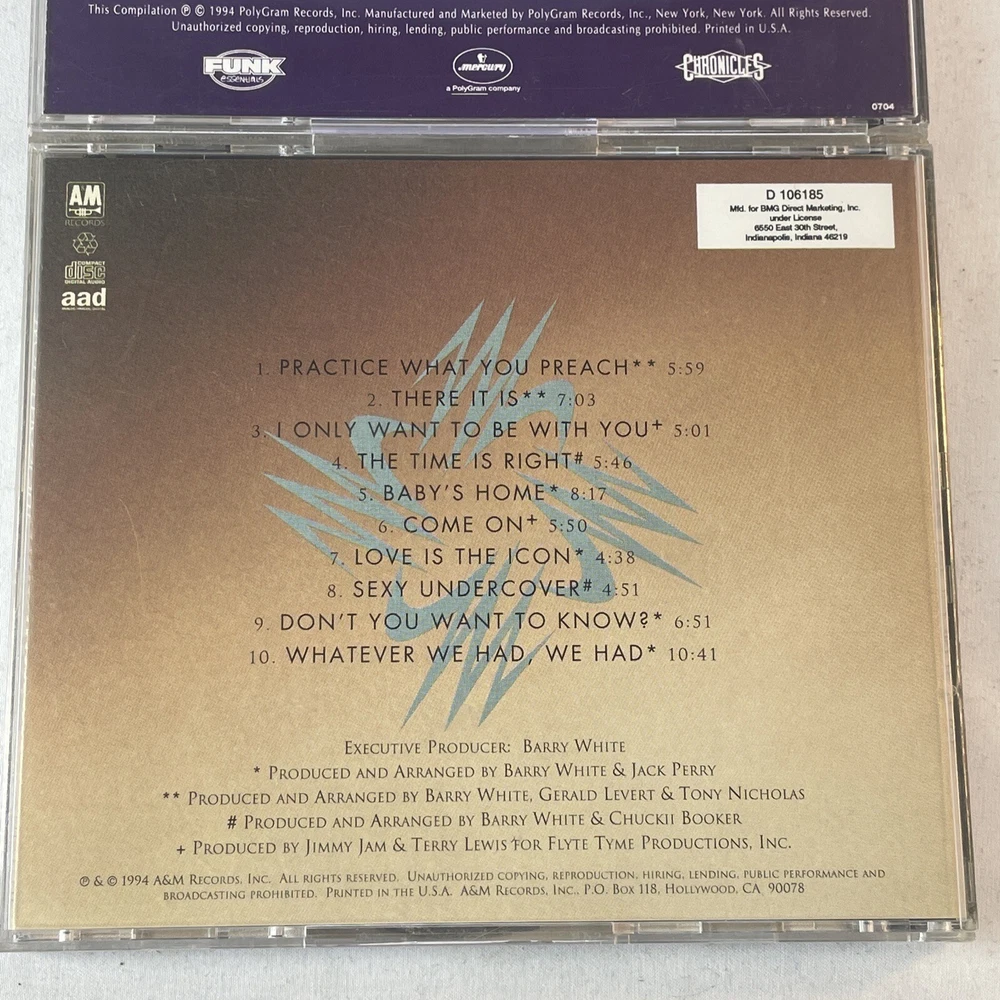 This Compilation ℗ © 1994 PolyGram Records, Inc. Manufactured and Marketed by PolyGram Records, Inc., New York, New York. All Rights Reserved.
Unauthorized copying, reproduction, hiring, lending, public performance and broadcasting prohibited. Printed in U.S.A.
FUNK
essentials
mercury
a PolyGram company
CHRONICLES
0704
AM
RECORDS
COMPACT
disc
DIGITAL AUDIO
aad
D 106185
Mfd. for BMG Direct Marketing, Inc.
under License
6550 East 30th Street,
Indianapolis, Indiana 46219
1. PRACTICE WHAT YOU PREACH** 5:59
2. THERE IT IS** 7:03
3. I ONLY WANT TO BE WITH YOU+ 5:01
4. THE TIME IS RIGHT# 5:46
5. BABY'S HOME* 8:17
6. COME ON+ 5:50
7. LOVE IS THE ICON* 4:38
8. SEXY UNDERCOVER# 4:51
9. DON'T YOU WANT TO KNOW?* 6:51
10. WHATEVER WE HAD, WE HAD* 10:41
EXECUTIVE PRODUCER: BARRY WHITE
* PRODUCED AND ARRANGED BY BARRY WHITE & JACK PERRY
** PRODUCED AND ARRANGED BY BARRY WHITE, GERALD LEVERT & TONY NICHOLAS
# PRODUCED AND ARRANGED BY BARRY WHITE & CHUCKII BOOKER
+ PRODUCED BY JIMMY JAM & TERRY LEWIS FOR FLYTE TYME PRODUCTIONS, INC.
℗ & © 1994 A&M RECORDS, INC. ALL RIGHTS RESERVED. UNAUTHORIZED COPYING, REPRODUCTION, HIRING, LENDING, PUBLIC PERFORMANCE AND
BROADCASTING PROHIBITED. PRINTED IN THE U.S.A. A&M RECORDS, INC., P.O. BOX 118, HOLLYWOOD, CA 90078